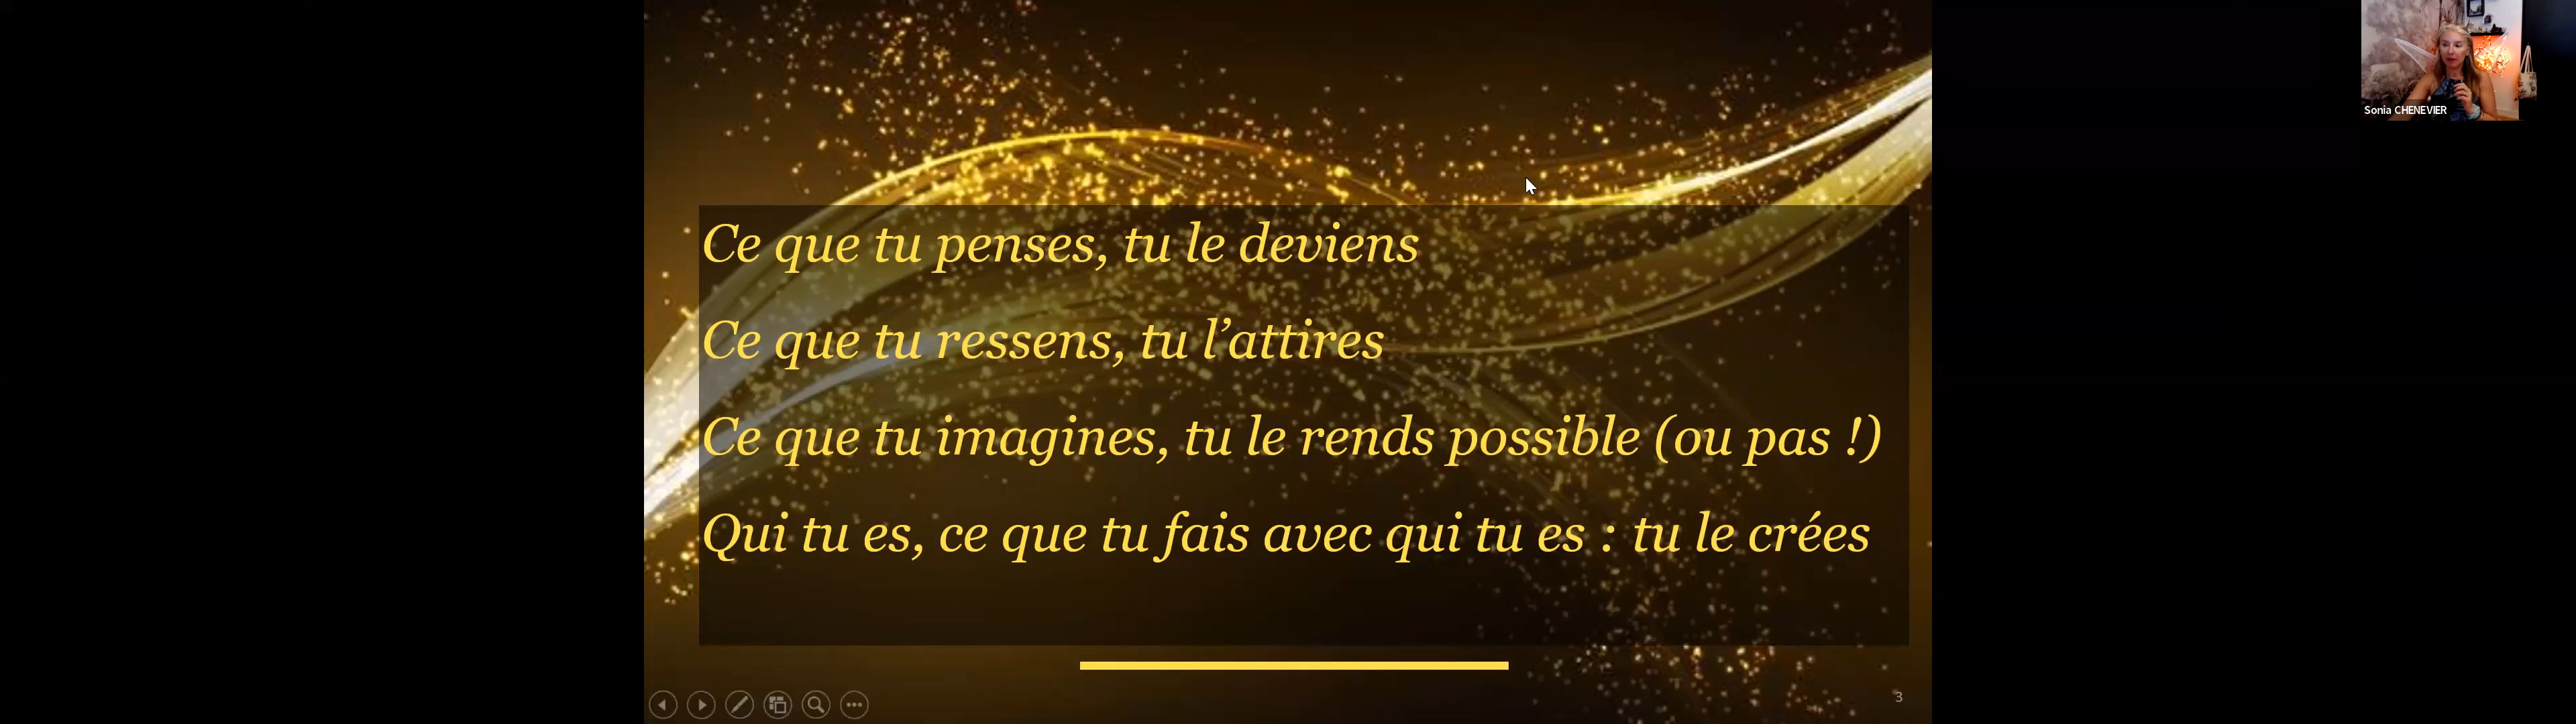 Sonia CHENEVIER
Ce que tu penses, tu le deviens
Ce que tu ressens, tu l’attires
Ce que tu imagines, tu le rends possible (ou pas !)
Qui tu es, ce que tu fais avec qui tu es : tu le crées
3